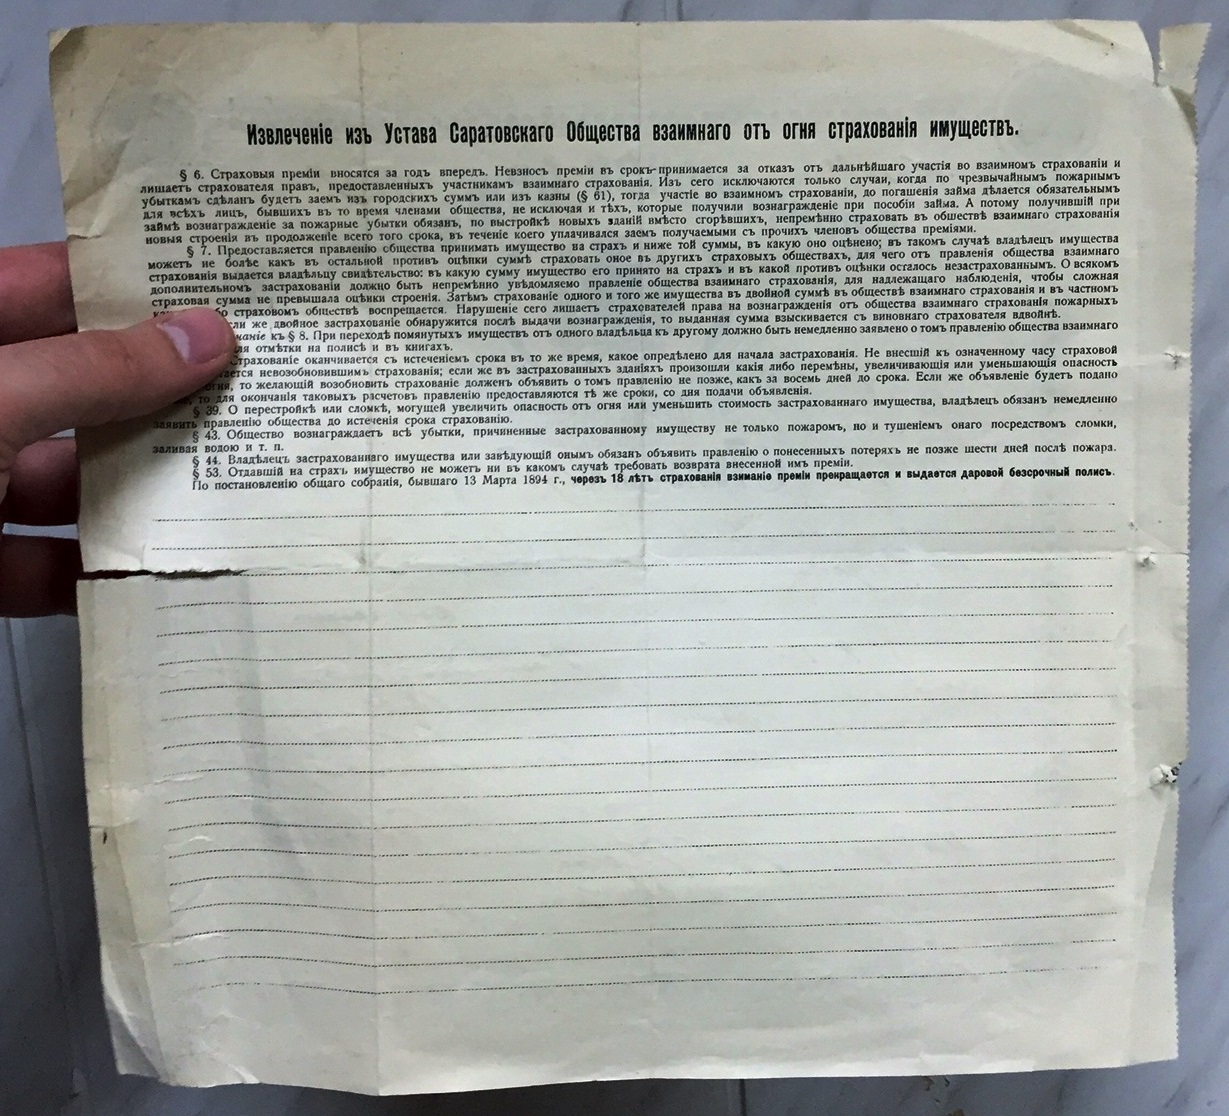 Извлеченіе изъ Устава Саратовскаго Общества взаимнаго отъ огня страхованія имуществъ.
§ 6. Страховыя преміи вносятся за годъ впередъ. Невзносъ преміи въ срокъ принимается за отказъ отъ дальнѣйшаго участія во взаимномъ страхованіи и
лишаетъ страхователя правъ, предоставленныхъ участникамъ взаимнаго страхованія. Изъ сего исключаются только случаи, когда по чрезвычайнымъ пожарнымъ
убыткамъ сдѣланъ будетъ заемъ изъ городскихъ суммъ или изъ казны (§ 61), тогда участіе во взаимномъ страхованіи, до погашенія займа дѣлается обязательнымъ
для всѣхъ лицъ, бывшихъ въ то время членами общества, не исключая и тѣхъ, которые получили вознагражденіе при пособіи займа. А потому получившій при
займѣ вознагражденіе за пожарные убытки обязанъ, по выстройкѣ новыхъ зданій вмѣсто сгорѣвшихъ, непремѣнно страховать въ обществѣ взаимнаго страхованія
новыя строенія въ продолженіе всего того срока, въ теченіе коего уплачивался заемъ получаемыми съ прочихъ членовъ общества преміями.
§ 7. Предоставляется правленію общества принимать имущество на страхъ и ниже той суммы, въ какую оно оцѣнено; въ такомъ случаѣ владѣлецъ имущества
можетъ не болѣе какъ въ остальной противъ оцѣнки суммѣ страховать оное въ другихъ страховыхъ обществахъ, для чего отъ правленія общества взаимнаго
страхованія выдается владѣльцу свидѣтельство: въ какую сумму имущество его принято на страхъ и въ какой противъ оцѣнки осталось незастрахованнымъ. О всякомъ
дополнительномъ застрахованіи должно быть непремѣнно увѣдомляемо правленіе общества взаимнаго страхованія, для надлежащаго наблюденія, чтобы сложная
страховая сумма не превышала оцѣнки строенія. Затѣмъ страхованіе одного и того же имущества въ двойной суммѣ въ обществѣ взаимнаго страхованія и въ частномъ
страховомъ обществѣ воспрещается. Нарушеніе сего лишаетъ страхователей права на вознагражденія отъ общества взаимнаго страхованія пожарныхъ
если же двойное застрахованіе обнаружится послѣ выдачи вознагражденія, то выданная сумма взыскивается съ виновнаго страхователя вдвойнѣ.
къ § 8. При переходѣ помянутыхъ имуществъ отъ одного владѣльца къ другому должно быть немедленно заявлено о томъ правленію общества взаимнаго
отмѣтки на полисѣ и въ книгахъ.
Страхованіе оканчивается съ истеченіемъ срока въ то же время, какое опредѣлено для начала застрахованія. Не внесшій къ означенному часу страховой
невозобновившимъ страхованія; если же въ застрахованныхъ зданіяхъ произошли какія либо перемѣны, увеличивающія или уменьшающія опасность
то желающій возобновить страхованіе долженъ объявить о томъ правленію не позже, какъ за восемь дней до срока. Если же объявленіе будетъ подано
то для окончанія таковыхъ расчетовъ правленію предоставляются тѣ же сроки, со дня подачи объявленія.
§ 39. О перестройкѣ или сломкѣ, могущей увеличить опасность отъ огня или уменьшить стоимость застрахованнаго имущества, владѣлецъ обязанъ немедленно
заявить правленію общества до истеченія срока страхованію.
§ 43. Общество вознаграждаетъ всѣ убытки, причиненные застрахованному имуществу не только пожаромъ, но и тушеніемъ онаго посредствомъ сломки,
заливая водою и т. п.
§ 44. Владѣлецъ застрахованнаго имущества или завѣдующій онымъ обязанъ объявить правленію о понесенныхъ потеряхъ не позже шести дней послѣ пожара.
§ 53. Отдавшій на страхъ имущество не можетъ ни въ какомъ случаѣ требовать возврата внесенной имъ преміи.
По постановленію общаго собранія, бывшаго 13 Марта 1894 г., черезъ 18 лѣтъ страхованія взиманіе преміи прекращается и выдается даровой безсрочный полисъ.